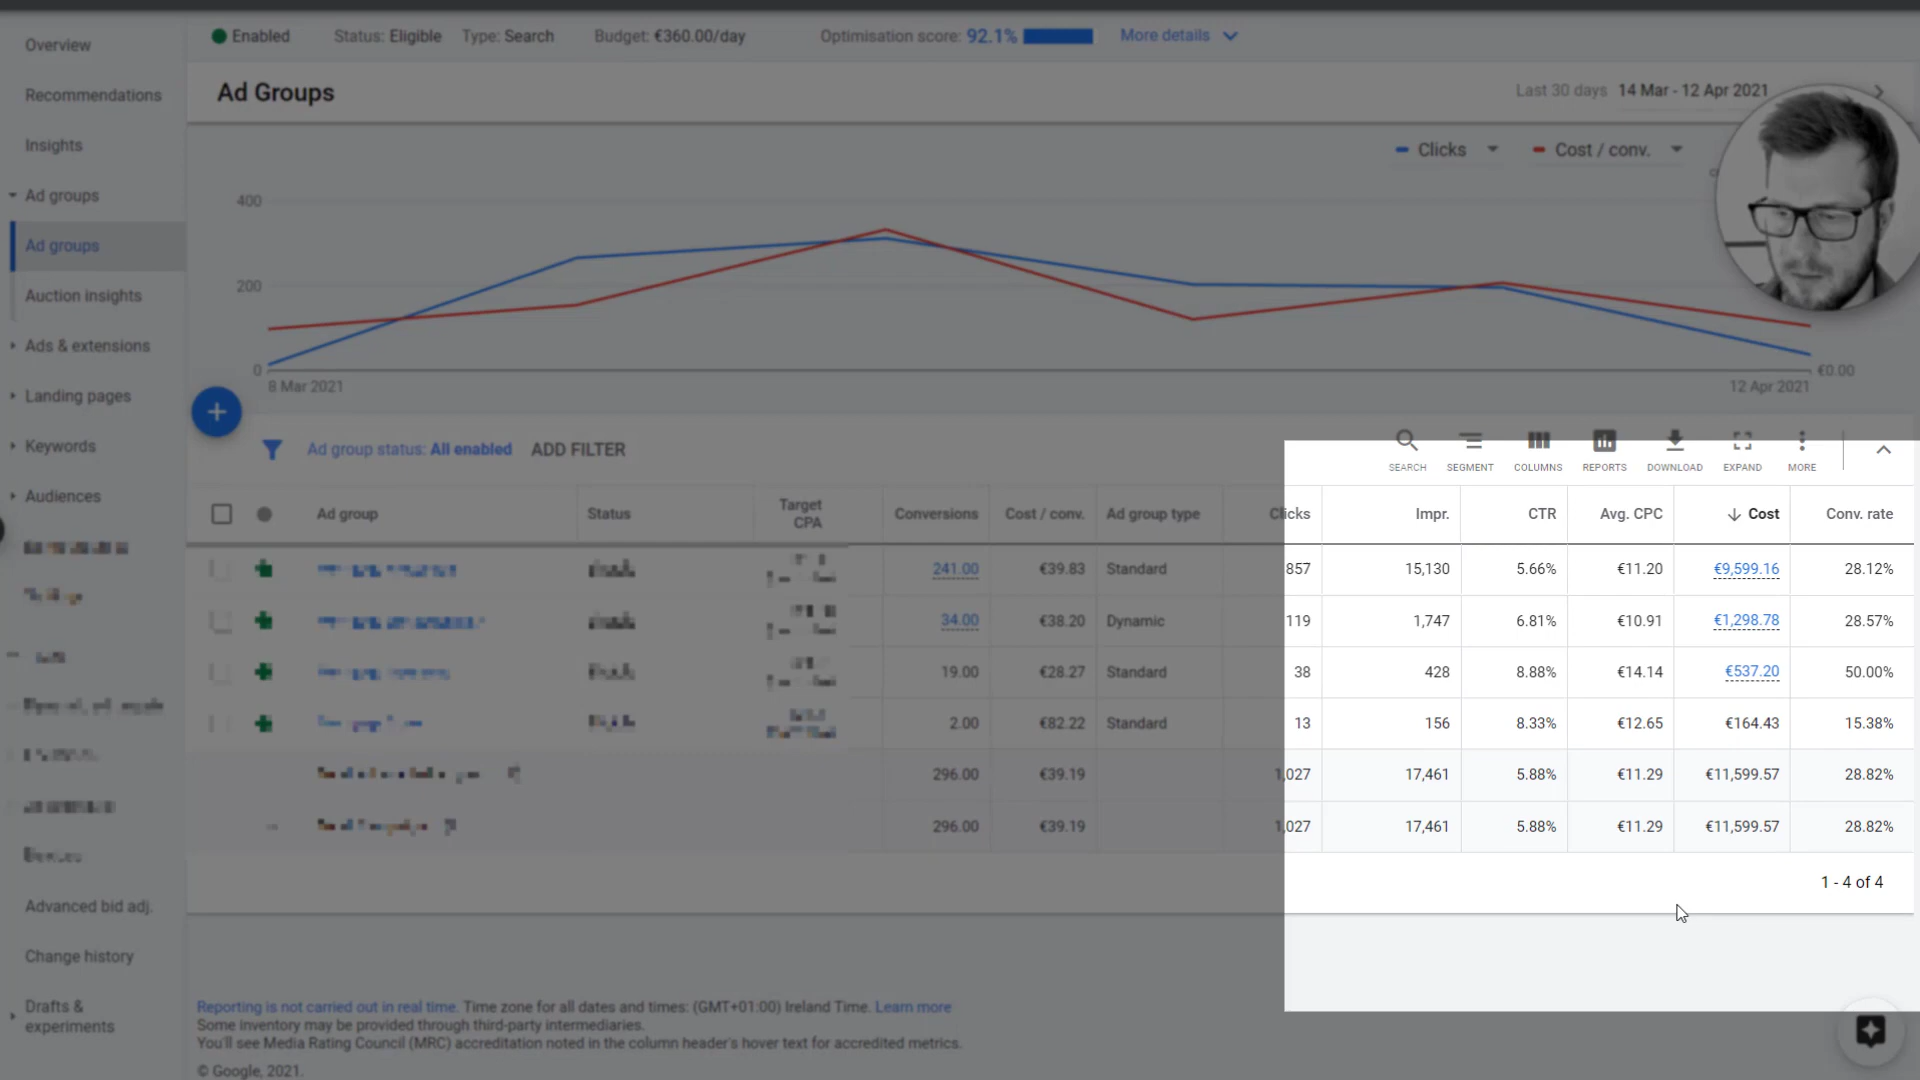 Enabled Status: Eligible Type: Search Budget: €360.00/day Optimisation score: 92.1% More details
Overview
Recommendations
Insights
Ad groups
Ad groups
Auction insights
Ads & extensions
Landing pages
Keywords
Audiences
Advanced bid adj.
Change history
Drafts &
experiments
Ad Groups
Last 30 days 14 Mar - 12 Apr 2021
Clicks Cost / conv.
400
200
0
€0.00
8 Mar 2021 12 Apr 2021
Ad group status: All enabled ADD FILTER
SEARCH SEGMENT COLUMNS REPORTS DOWNLOAD EXPAND MORE
Ad group Status Target CPA Conversions Cost / conv. Ad group type Clicks Impr. CTR Avg. CPC Cost Conv. rate
241.00 €39.83 Standard 857 15,130 5.66% €11.20 €9,599.16 28.12%
34.00 €38.20 Dynamic 119 1,747 6.81% €10.91 €1,298.78 28.57%
19.00 €28.27 Standard 38 428 8.88% €14.14 €537.20 50.00%
2.00 €82.22 Standard 13 156 8.33% €12.65 €164.43 15.38%
296.00 €39.19 1,027 17,461 5.88% €11.29 €11,599.57 28.82%
296.00 €39.19 1,027 17,461 5.88% €11.29 €11,599.57 28.82%
1 - 4 of 4
Reporting is not carried out in real time. Time zone for all dates and times: (GMT+01:00) Ireland Time. Learn more
Some inventory may be provided through third-party intermediaries.
You'll see Media Rating Council (MRC) accreditation noted in the column header's hover text for accredited metrics.
© Google, 2021.